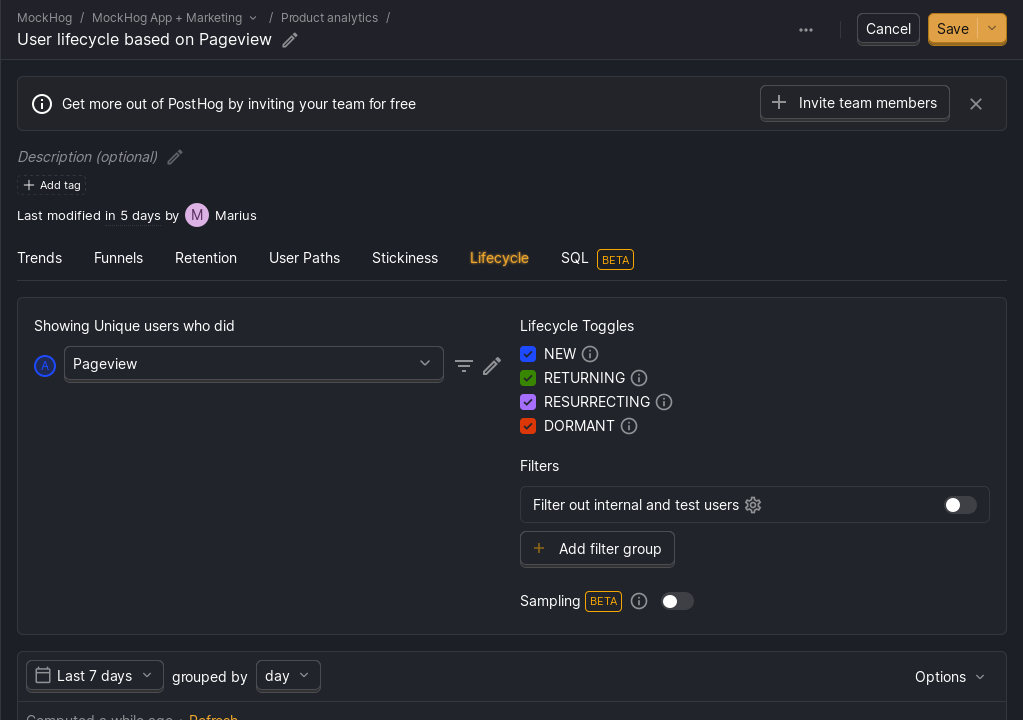 MockHog / MockHog App + Marketing / Product analytics /
User lifecycle based on Pageview
Cancel
Save
Get more out of PostHog by inviting your team for free
Invite team members
Description (optional)
Add tag
Last modified in 5 days by M Marius
Trends Funnels Retention User Paths Stickiness Lifecycle SQL BETA
Showing Unique users who did
A Pageview
Lifecycle Toggles
NEW
RETURNING
RESURRECTING
DORMANT
Filters
Filter out internal and test users
Add filter group
Sampling BETA
Last 7 days grouped by day Options
Computed a while ago • Refresh